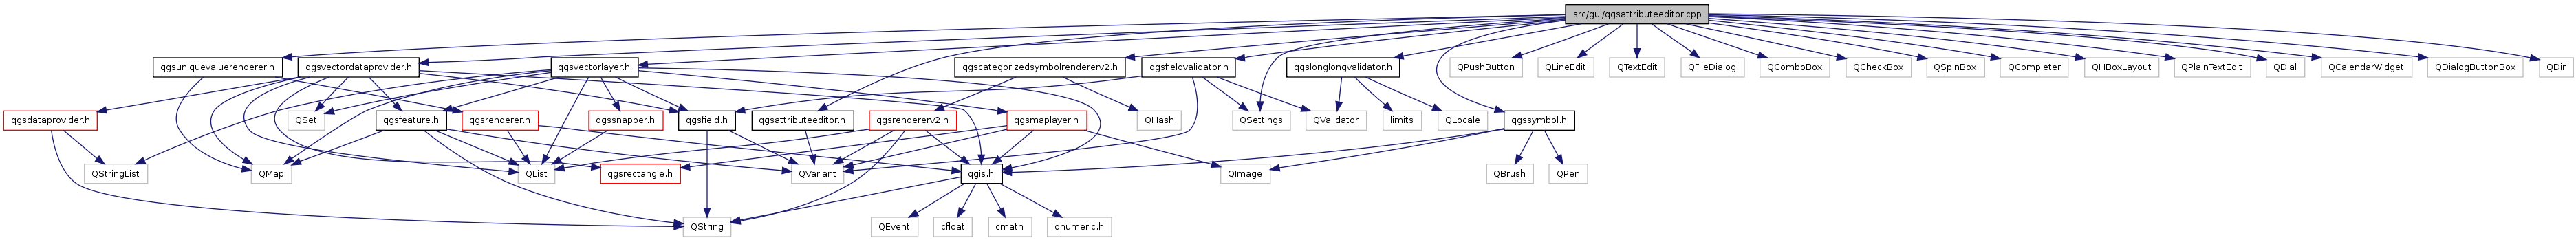 src/gui/qgsattributeeditor.cpp
qgsuniquevaluerenderer.h
qgsvectordataprovider.h
qgsvectorlayer.h
qgscategorizedsymbolrendererv2.h
qgsfieldvalidator.h
qgslonglongvalidator.h
QPushButton
QLineEdit
QTextEdit
QFileDialog
QComboBox
QCheckBox
QSpinBox
QCompleter
QHBoxLayout
QPlainTextEdit
QDial
QCalendarWidget
QDialogButtonBox
QDir
qgsdataprovider.h
QSet
qgsfeature.h
qgsrenderer.h
qgssnapper.h
qgsfield.h
qgsattributeeditor.h
qgsrendererv2.h
qgsmaplayer.h
QHash
QSettings
QValidator
limits
QLocale
qgssymbol.h
QStringList
QMap
QList
qgsrectangle.h
QVariant
qgis.h
QImage
QBrush
QPen
QString
QEvent
cfloat
cmath
qnumeric.h